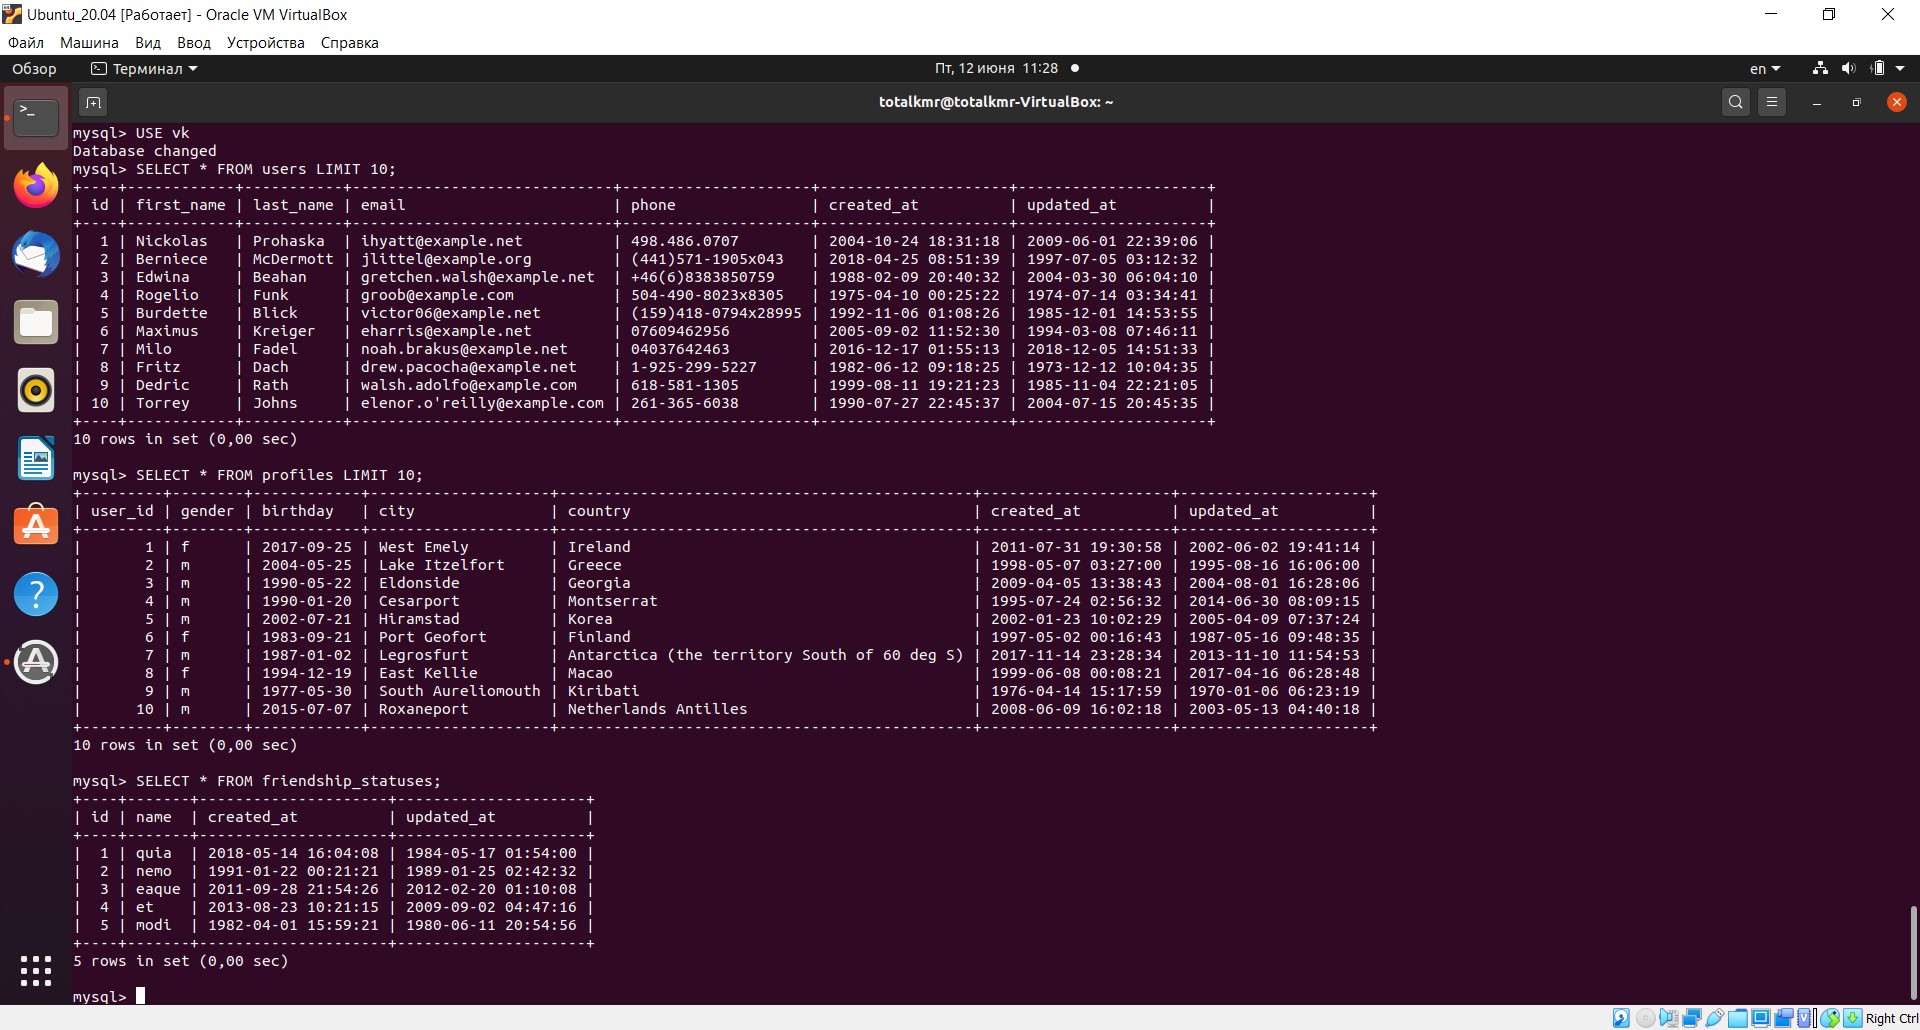 Ubuntu_20.04 [Работает] - Oracle VM VirtualBox
Файл Машина Вид Ввод Устройства Справка
Обзор Терминал Пт, 12 июня 11:28 en
totalkmr@totalkmr-VirtualBox: ~
mysql> USE vk
Database changed
mysql> SELECT * FROM users LIMIT 10;
+----+------------+-----------+-----------------------------+---------------------+---------------------+---------------------+
| id | first_name | last_name | email                       | phone               | created_at          | updated_at          |
+----+------------+-----------+-----------------------------+---------------------+---------------------+---------------------+
|  1 | Nickolas   | Prohaska  | ihyatt@example.net          | 498.486.0707        | 2004-10-24 18:31:18 | 2009-06-01 22:39:06 |
|  2 | Berniece   | McDermott | jlittel@example.org         | (441)571-1905x043   | 2018-04-25 08:51:39 | 1997-07-05 03:12:32 |
|  3 | Edwina     | Beahan    | gretchen.walsh@example.net  | +46(6)8383850759    | 1988-02-09 20:40:32 | 2004-03-30 06:04:10 |
|  4 | Rogelio    | Funk      | groob@example.com           | 504-490-8023x8305   | 1975-04-10 00:25:22 | 1974-07-14 03:34:41 |
|  5 | Burdette   | Blick     | victor06@example.net        | (159)418-0794x28995 | 1992-11-06 01:08:26 | 1985-12-01 14:53:55 |
|  6 | Maximus    | Kreiger   | eharris@example.net         | 07609462956         | 2005-09-02 11:52:30 | 1994-03-08 07:46:11 |
|  7 | Milo       | Fadel     | noah.brakus@example.net     | 04037642463         | 2016-12-17 01:55:13 | 2018-12-05 14:51:33 |
|  8 | Fritz      | Dach      | drew.pacocha@example.net    | 1-925-299-5227      | 1982-06-12 09:18:25 | 1973-12-12 10:04:35 |
|  9 | Dedric     | Rath      | walsh.adolfo@example.com    | 618-581-1305        | 1999-08-11 19:21:23 | 1985-11-04 22:21:05 |
| 10 | Torrey     | Johns     | elenor.o'reilly@example.com | 261-365-6038        | 1990-07-27 22:45:37 | 2004-07-15 20:45:35 |
+----+------------+-----------+-----------------------------+---------------------+---------------------+---------------------+
10 rows in set (0,00 sec)
mysql> SELECT * FROM profiles LIMIT 10;
+---------+--------+------------+--------------------+----------------------------------------------+---------------------+---------------------+
| user_id | gender | birthday   | city               | country                                      | created_at          | updated_at          |
+---------+--------+------------+--------------------+----------------------------------------------+---------------------+---------------------+
|       1 | f      | 2017-09-25 | West Emely         | Ireland                                      | 2011-07-31 19:30:58 | 2002-06-02 19:41:14 |
|       2 | m      | 2004-05-25 | Lake Itzelfort     | Greece                                       | 1998-05-07 03:27:00 | 1995-08-16 16:06:00 |
|       3 | m      | 1990-05-22 | Eldonside          | Georgia                                      | 2009-04-05 13:38:43 | 2004-08-01 16:28:06 |
|       4 | m      | 1990-01-20 | Cesarport          | Montserrat                                   | 1995-07-24 02:56:32 | 2014-06-30 08:09:15 |
|       5 | m      | 2002-07-21 | Hiramstad          | Korea                                        | 2002-01-23 10:02:29 | 2005-04-09 07:37:24 |
|       6 | f      | 1983-09-21 | Port Geofort       | Finland                                      | 1997-05-02 00:16:43 | 1987-05-16 09:48:35 |
|       7 | m      | 1987-01-02 | Legrosfurt         | Antarctica (the territory South of 60 deg S) | 2017-11-14 23:28:34 | 2013-11-10 11:54:53 |
|       8 | f      | 1994-12-19 | East Kellie        | Macao                                        | 1999-06-08 00:08:21 | 2017-04-16 06:28:48 |
|       9 | m      | 1977-05-30 | South Aureliomouth | Kiribati                                     | 1976-04-14 15:17:59 | 1970-01-06 06:23:19 |
|      10 | m      | 2015-07-07 | Roxaneport         | Netherlands Antilles                         | 2008-06-09 16:02:18 | 2003-05-13 04:40:18 |
+---------+--------+------------+--------------------+----------------------------------------------+---------------------+---------------------+
10 rows in set (0,00 sec)
mysql> SELECT * FROM friendship_statuses;
+----+-------+---------------------+---------------------+
| id | name  | created_at          | updated_at          |
+----+-------+---------------------+---------------------+
|  1 | quia  | 2018-05-14 16:04:08 | 1984-05-17 01:54:00 |
|  2 | nemo  | 1991-01-22 00:21:21 | 1989-01-25 02:42:32 |
|  3 | eaque | 2011-09-28 21:54:26 | 2012-02-20 01:10:08 |
|  4 | et    | 2013-08-23 10:21:15 | 2009-09-02 04:47:16 |
|  5 | modi  | 1982-04-01 15:59:21 | 1980-06-11 20:54:56 |
+----+-------+---------------------+---------------------+
5 rows in set (0,00 sec)
mysql>
Right Ctrl